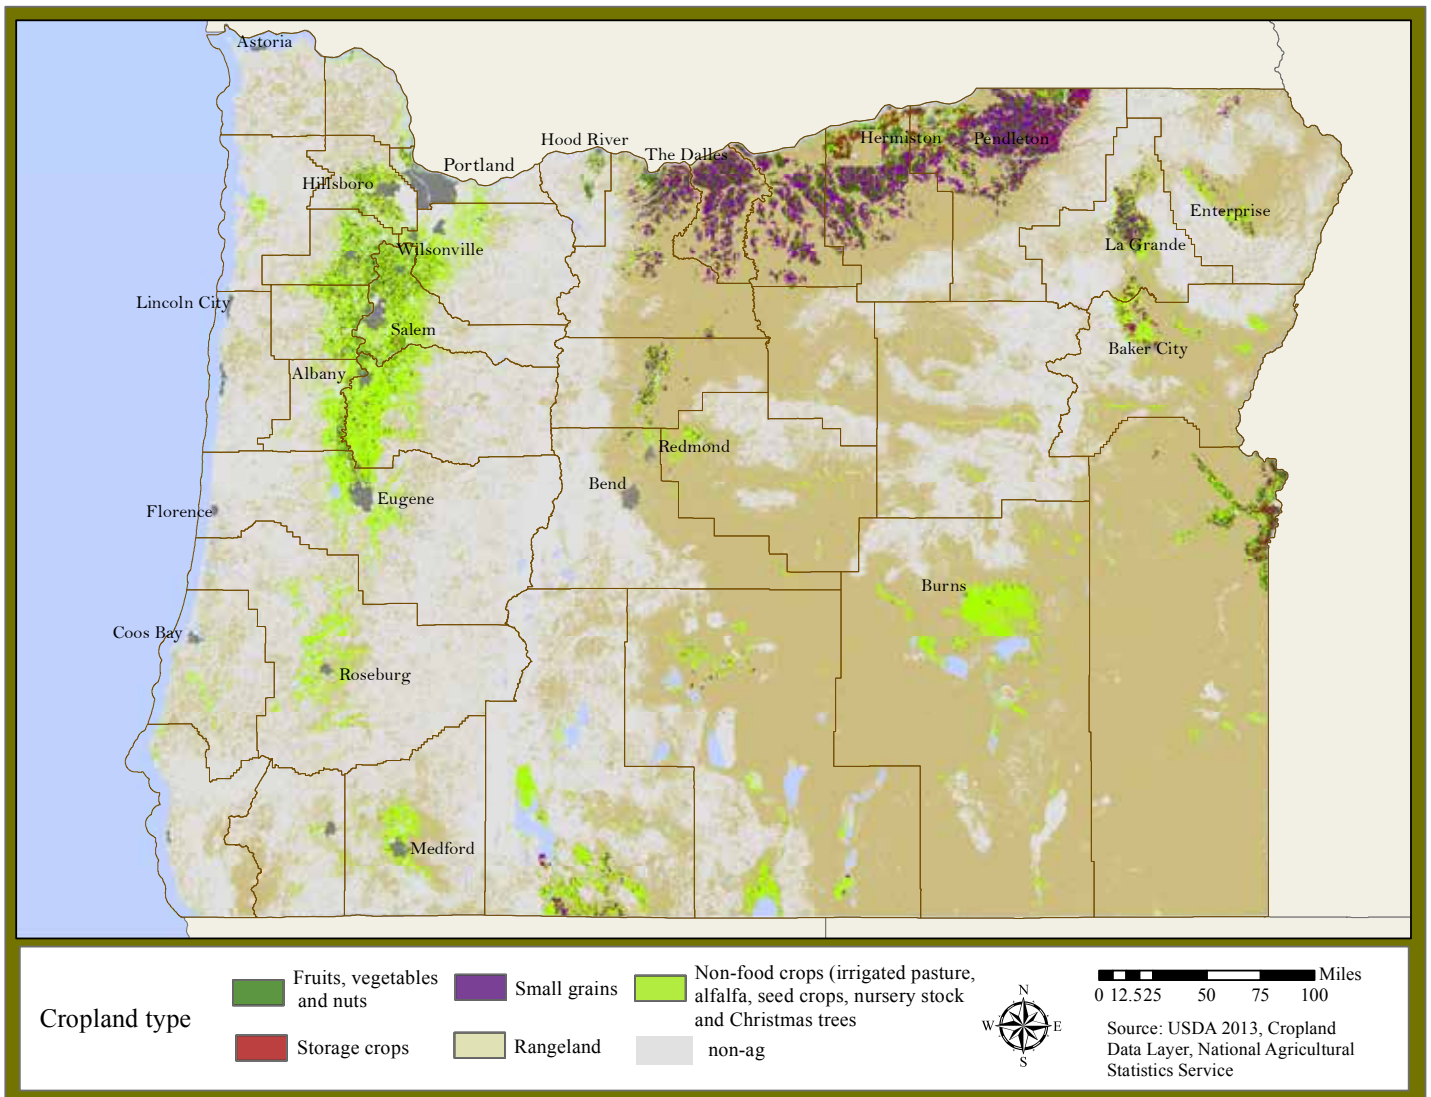 Astoria
Hood River
The Dalles
Hermiston
Pendleton
Portland
Hillsboro
Enterprise
Wilsonville
La Grande
Lincoln City
Salem
Baker City
Albany
Redmond
Bend
Eugene
Florence
Burns
Coos Bay
Roseburg
Medford
Cropland type
Fruits, vegetables
and nuts
Storage crops
Small grains
Rangeland
Non-food crops (irrigated pasture,
alfalfa, seed crops, nursery stock
and Christmas trees
non-ag
N
W
E
S
Miles
0 12.525 50 75 100
Source: USDA 2013, Cropland
Data Layer, National Agricultural
Statistics Service